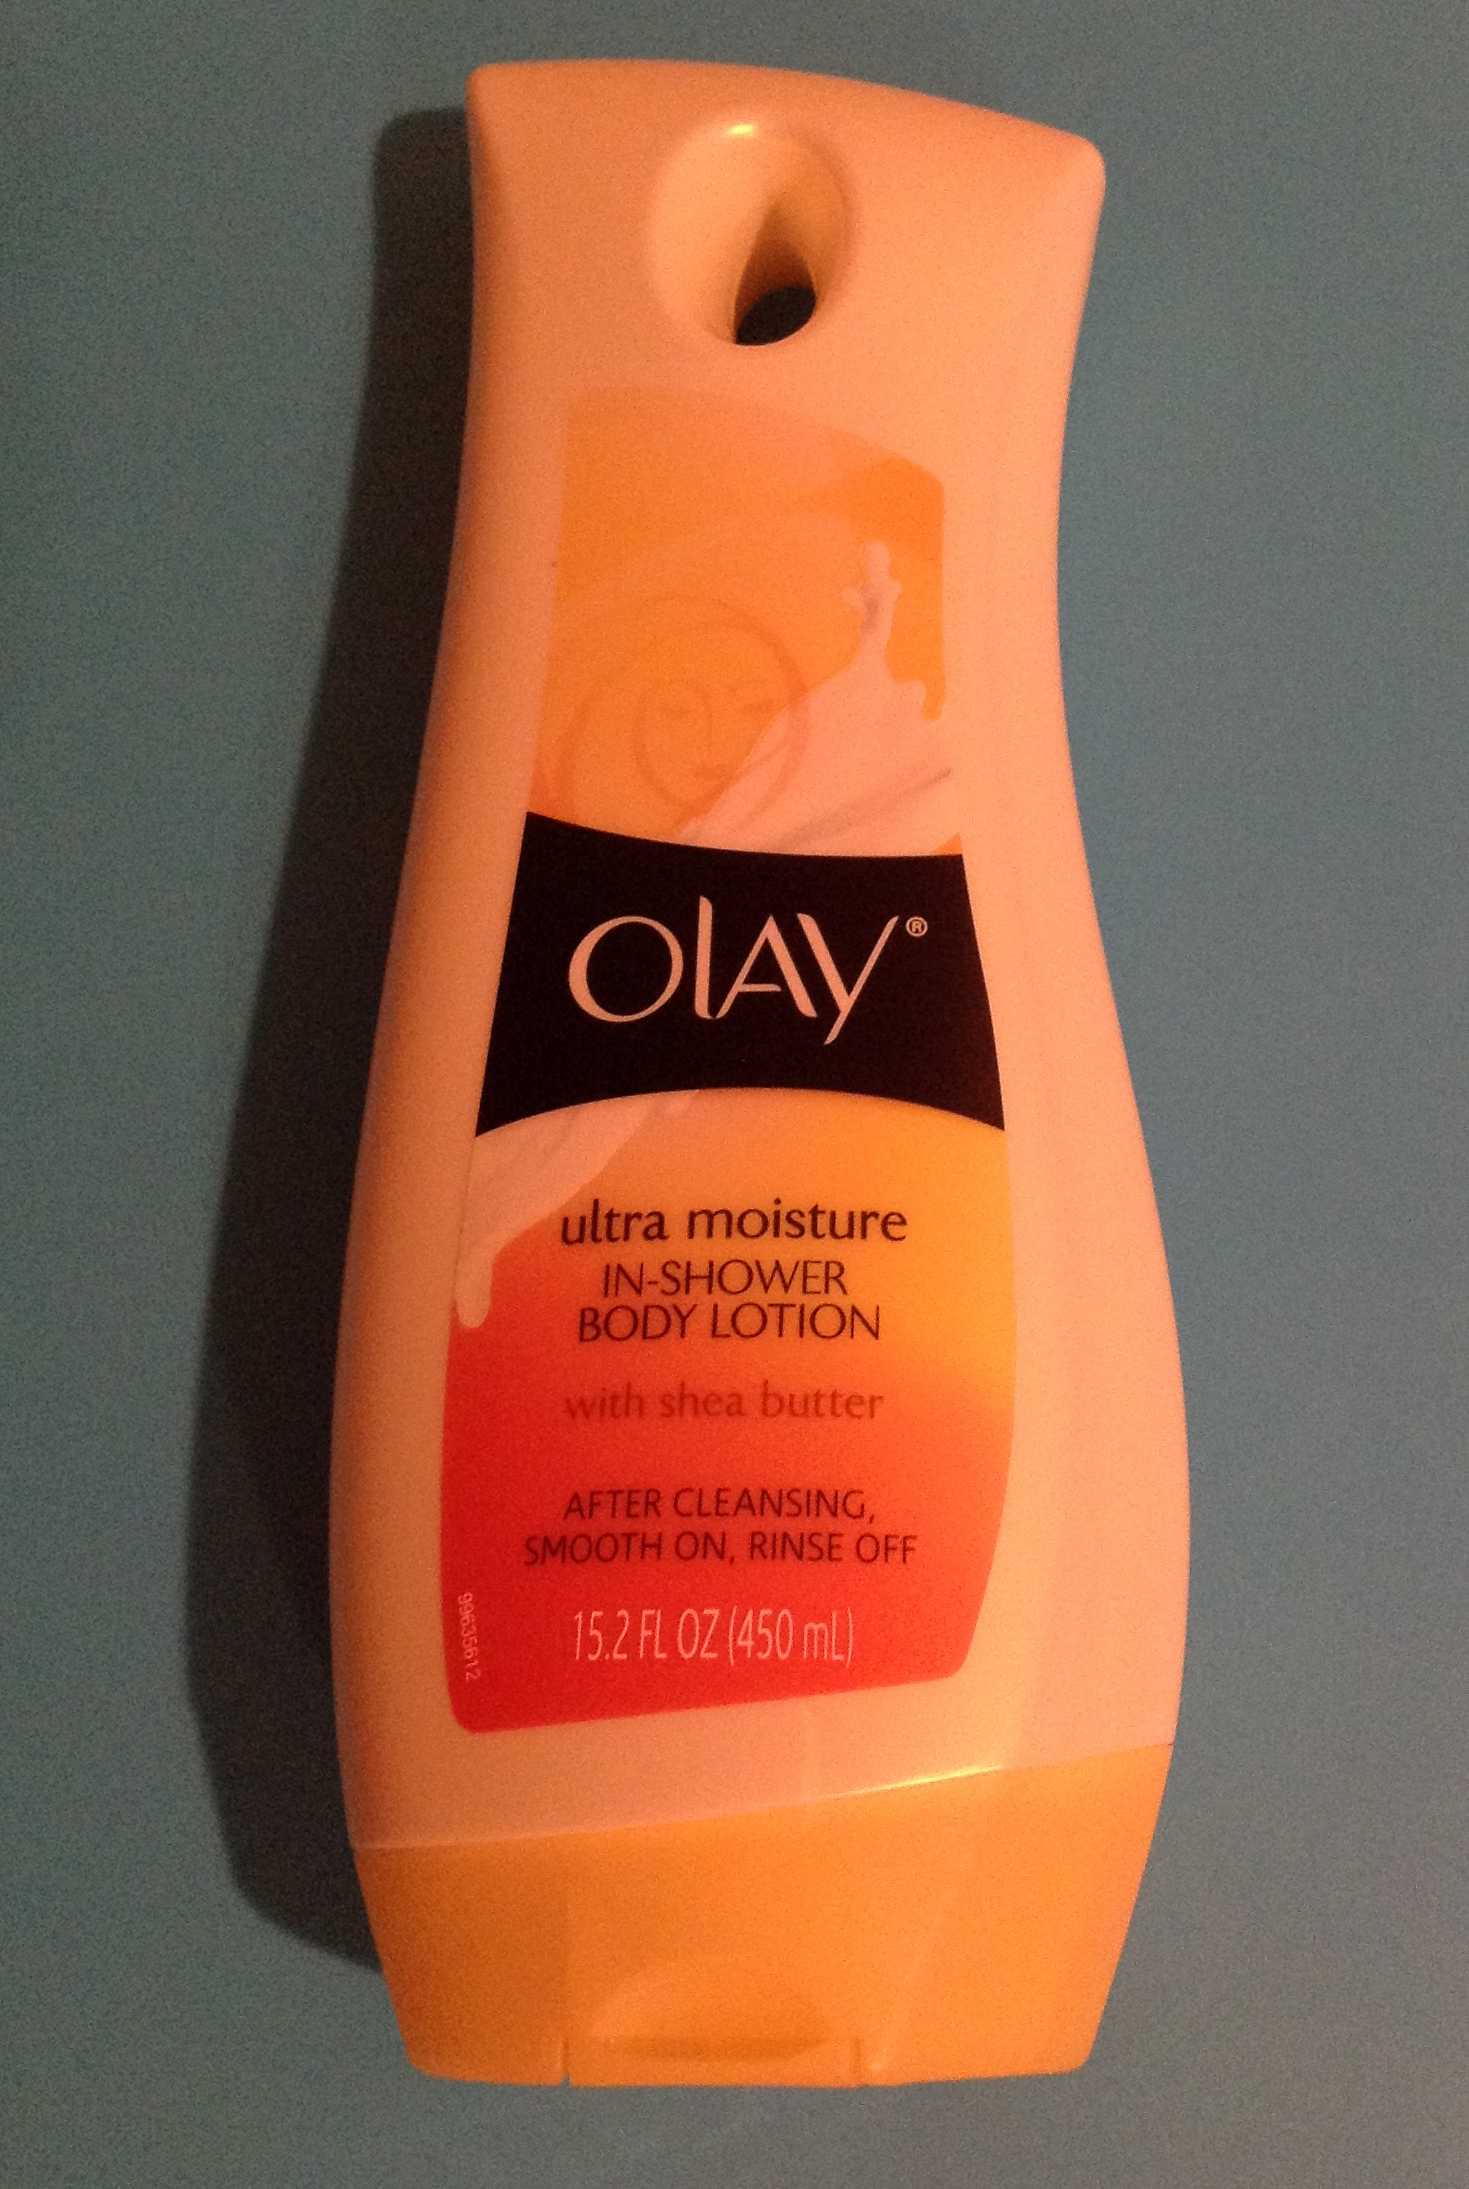 OLAY®
ultra moisture
IN-SHOWER
BODY LOTION
with shea butter
AFTER CLEANSING,
SMOOTH ON, RINSE OFF
15.2 FL OZ (450 mL)
99635612